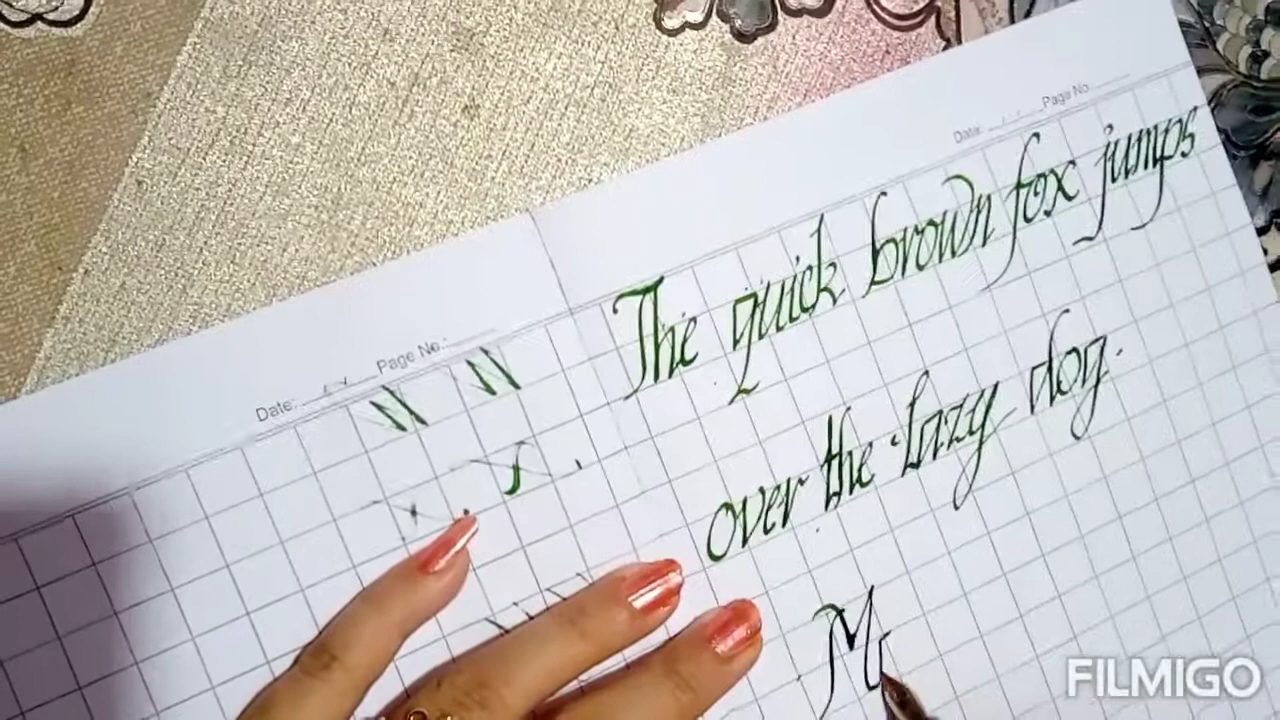 Date: Page No
The quick brown fox jumps
over the lazy dog.
Date: Page No.:
N N
FILMIGO